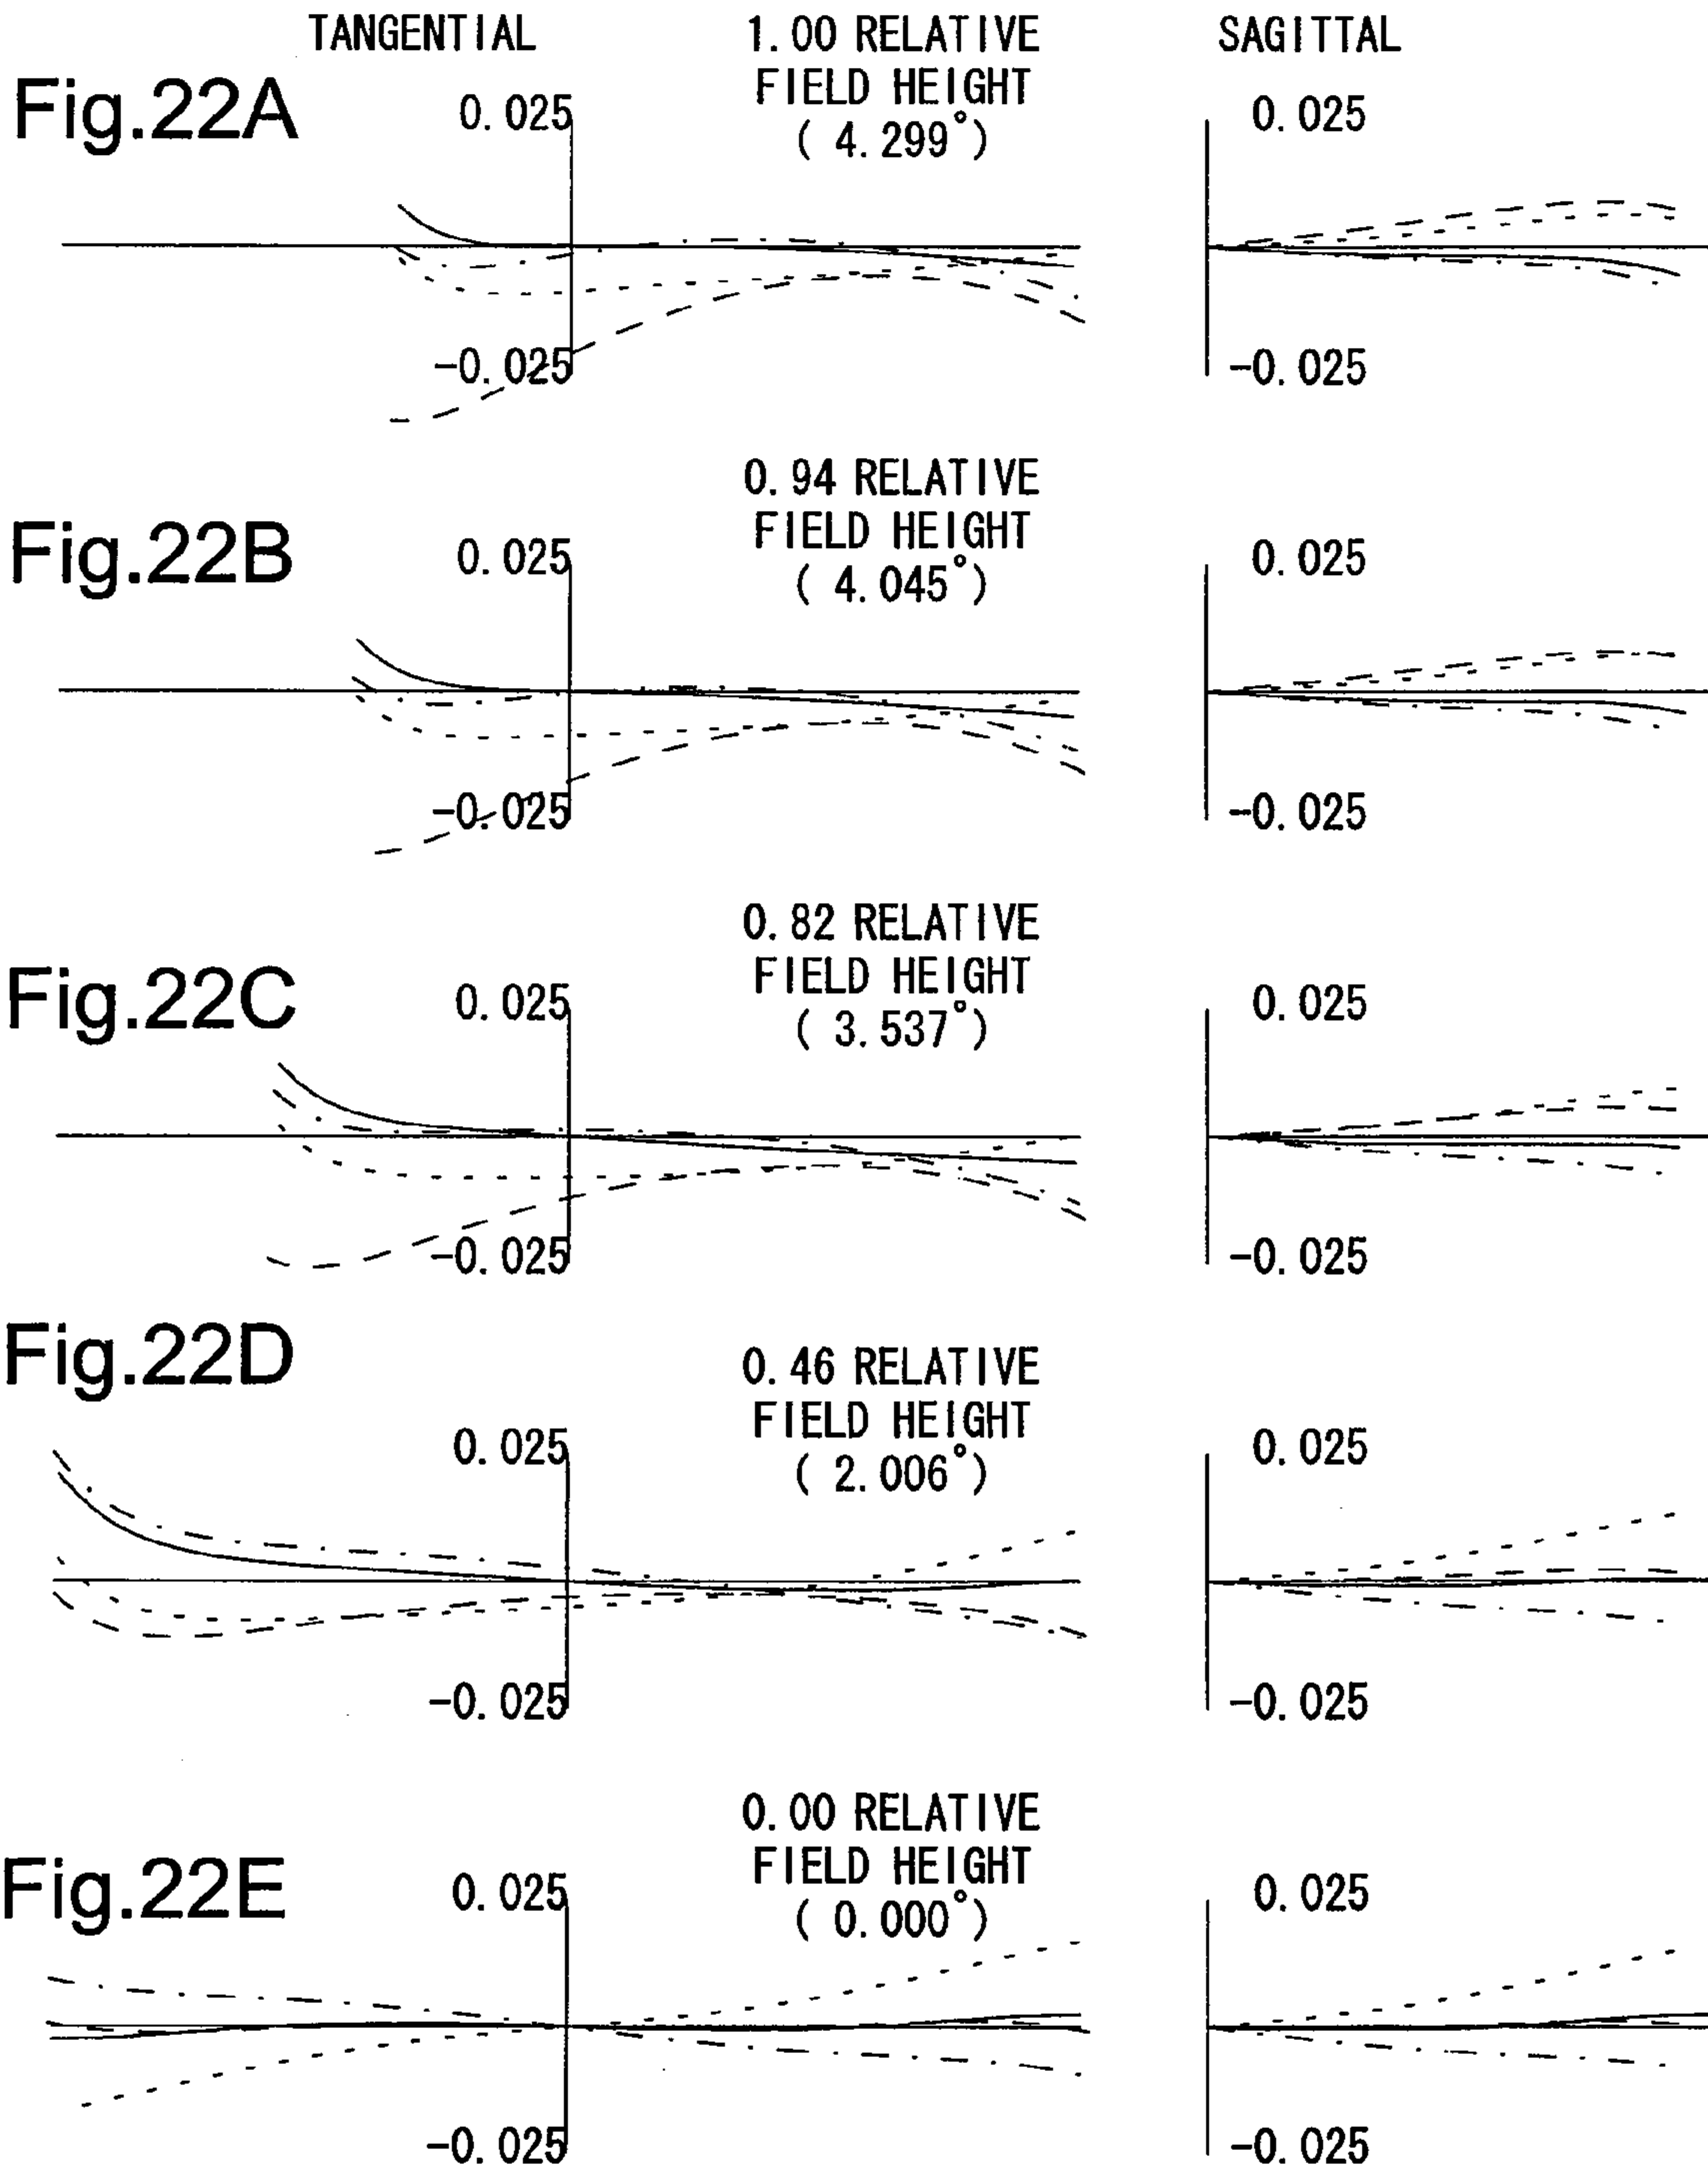 TANGENTIAL
1.00 RELATIVE
FIELD HEIGHT
( 4.299°)
SAGITTAL
Fig.22A
0.025
0.025
-0.025
-0.025
0.94 RELATIVE
FIELD HEIGHT
( 4.045°)
Fig.22B
0.025
0.025
-0.025
-0.025
0.82 RELATIVE
FIELD HEIGHT
( 3.537°)
Fig.22C
0.025
0.025
-0.025
-0.025
0.46 RELATIVE
FIELD HEIGHT
( 2.006°)
Fig.22D
0.025
0.025
-0.025
-0.025
0.00 RELATIVE
FIELD HEIGHT
( 0.000°)
Fig.22E
0.025
0.025
-0.025
-0.025